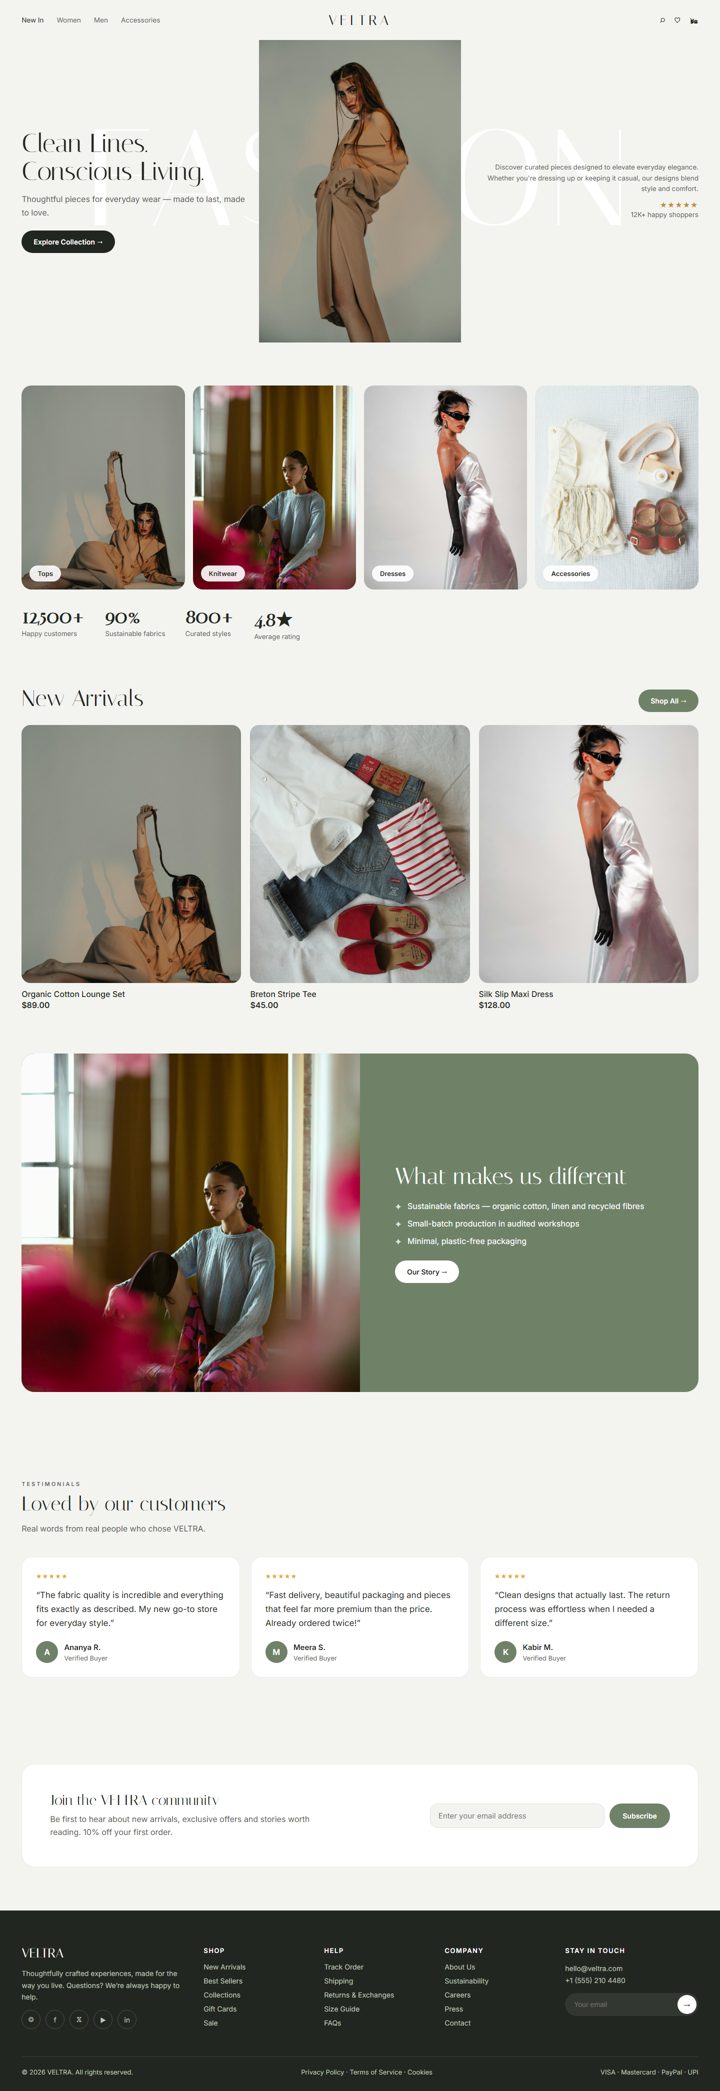 New In Women Men Accessories
VELTRA
FASHION
Clean Lines.
Conscious Living.
Thoughtful pieces for everyday wear — made to last, made
to love.
Explore Collection →
Discover curated pieces designed to elevate everyday elegance.
Whether you're dressing up or keeping it casual, our designs blend
style and comfort.
★★★★★
12K+ happy shoppers
Tops
Knitwear
Dresses
Accessories
12,500+
Happy customers
90%
Sustainable fabrics
800+
Curated styles
4.8★
Average rating
New Arrivals
Shop All →
Organic Cotton Lounge Set
$89.00
Breton Stripe Tee
$45.00
Silk Slip Maxi Dress
$128.00
What makes us different
Sustainable fabrics — organic cotton, linen and recycled fibres
Small-batch production in audited workshops
Minimal, plastic-free packaging
Our Story →
TESTIMONIALS
Loved by our customers
Real words from real people who chose VELTRA.
★★★★★
“The fabric quality is incredible and everything
fits exactly as described. My new go-to store
for everyday style.”
A
Ananya R.
Verified Buyer
★★★★★
“Fast delivery, beautiful packaging and pieces
that feel far more premium than the price.
Already ordered twice!”
M
Meera S.
Verified Buyer
★★★★★
“Clean designs that actually last. The return
process was effortless when I needed a
different size.”
K
Kabir M.
Verified Buyer
Join the VELTRA community
Be first to hear about new arrivals, exclusive offers and stories worth
reading. 10% off your first order.
Enter your email address
Subscribe
VELTRA
Thoughtfully crafted experiences, made for the
way you live. Questions? We're always happy to
help.
f
𝕏
▶
in
SHOP
New Arrivals
Best Sellers
Collections
Gift Cards
Sale
HELP
Track Order
Shipping
Returns & Exchanges
Size Guide
FAQs
COMPANY
About Us
Sustainability
Careers
Press
Contact
STAY IN TOUCH
hello@veltra.com
+1 (555) 210 4480
Your email
→
© 2026 VELTRA. All rights reserved.
Privacy Policy · Terms of Service · Cookies
VISA · Mastercard · PayPal · UPI